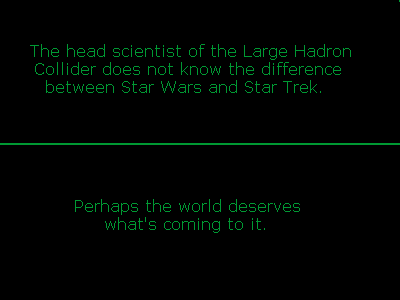 The head scientist of the Large Hadron
Collider does not know the difference
between Star Wars and Star Trek.
Perhaps the world deserves
what's coming to it.